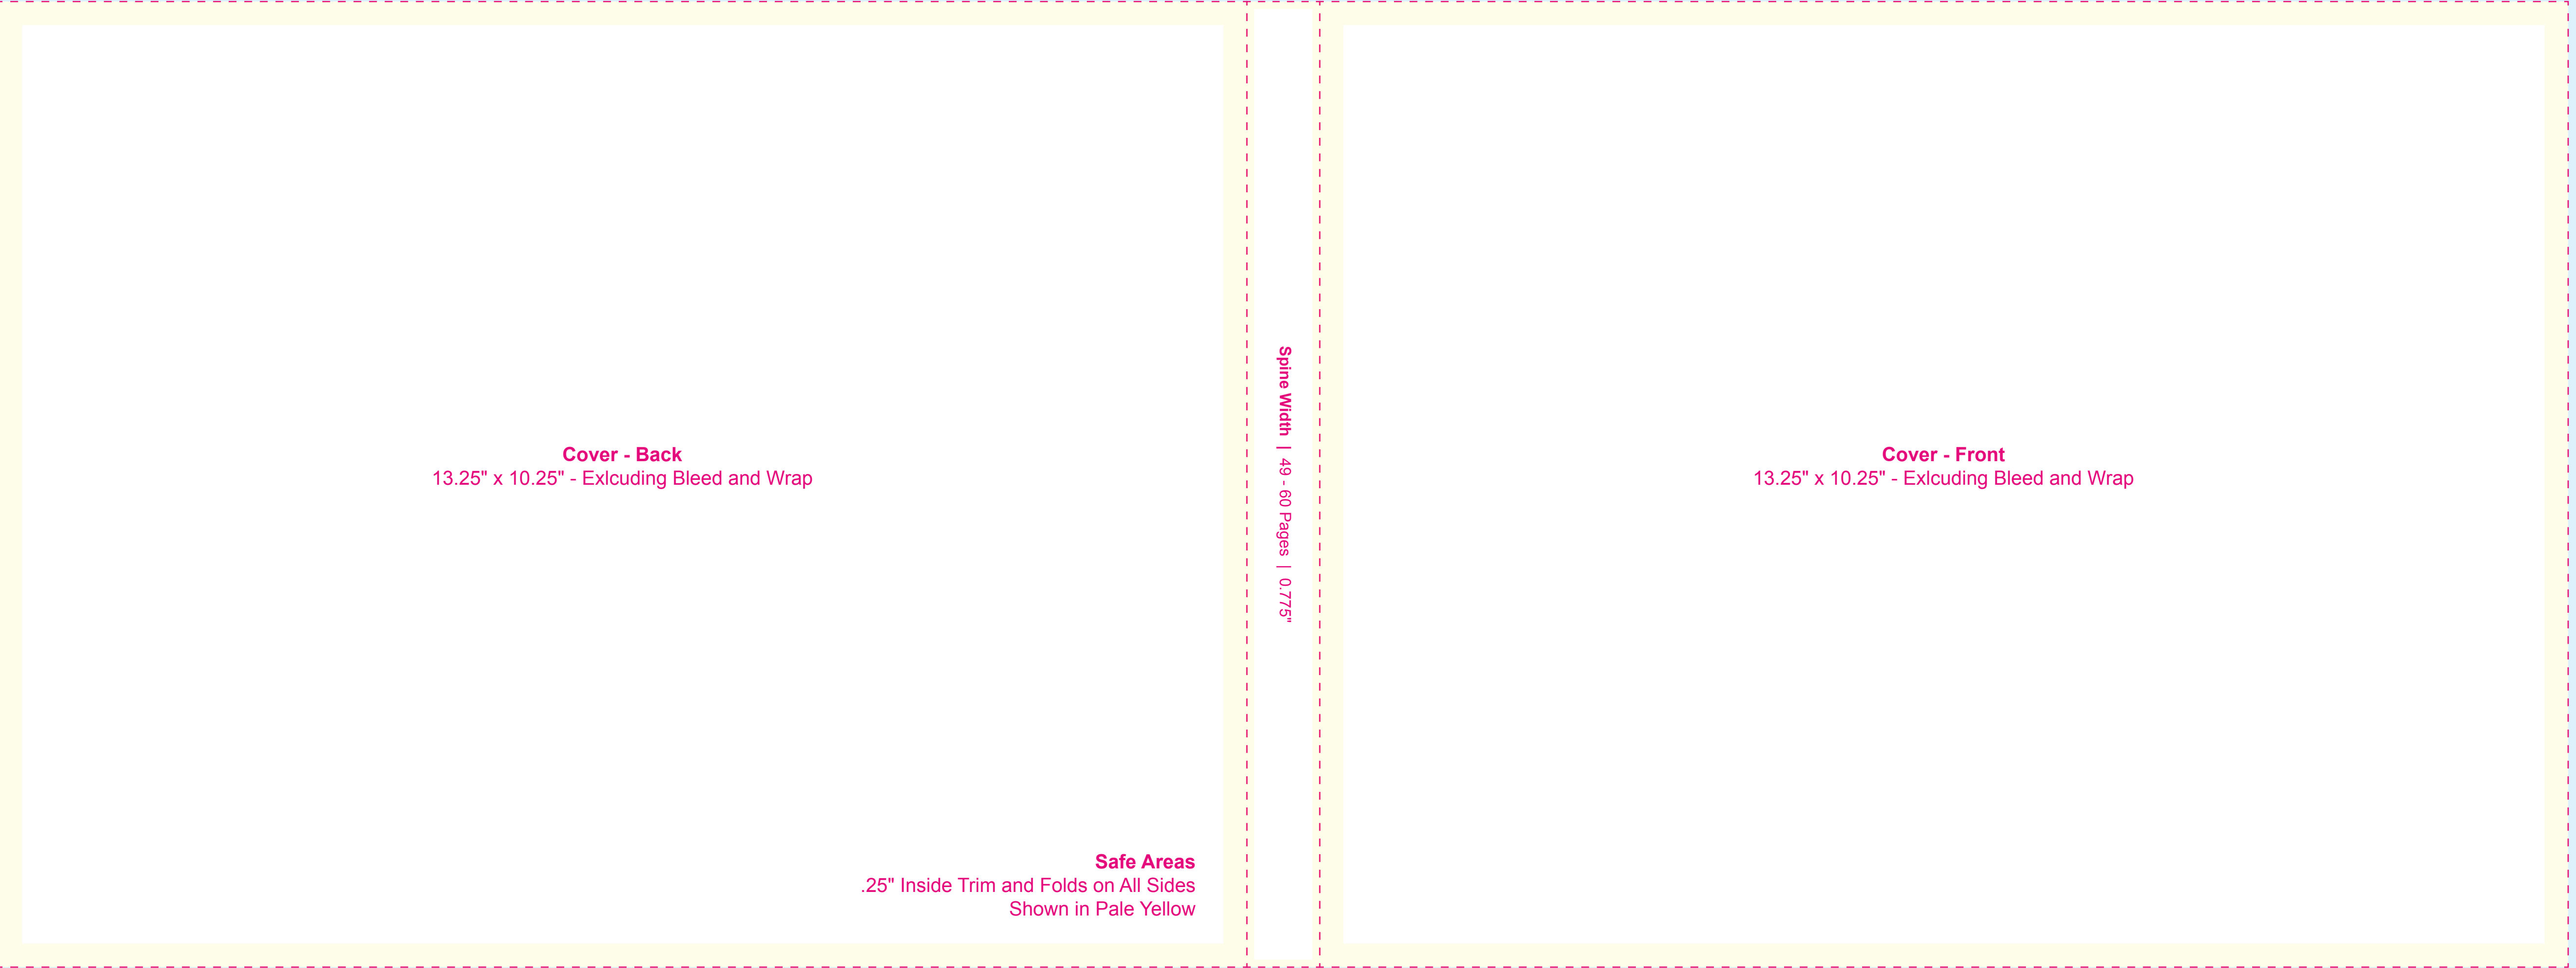 Cover - Back
13.25" x 10.25" - Exlcuding Bleed and Wrap
Safe Areas
.25" Inside Trim and Folds on All Sides
Shown in Pale Yellow
Spine Width | 49 - 60 Pages | 0.775"
Cover - Front
13.25" x 10.25" - Exlcuding Bleed and Wrap